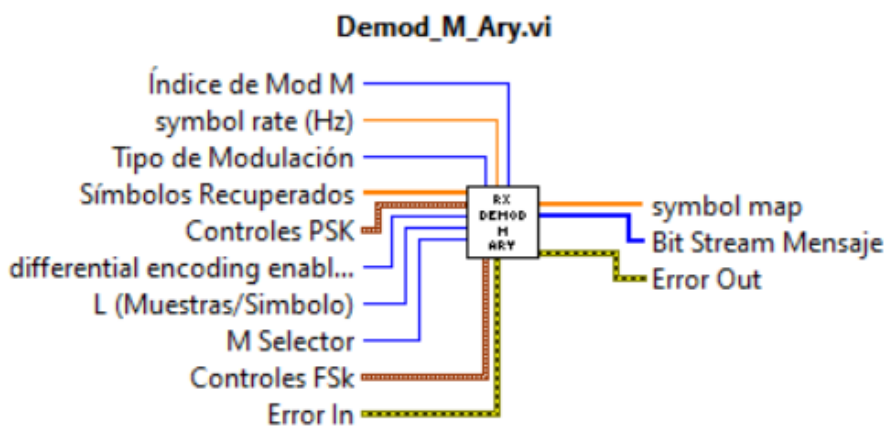 Demod_M_Ary.vi
Índice de Mod M
symbol rate (Hz)
Tipo de Modulación
Símbolos Recuperados
Controles PSK
differential encoding enabl...
L (Muestras/Simbolo)
M Selector
Controles FSk
Error In
RX
DEMOD
M
ARY
symbol map
Bit Stream Mensaje
Error Out